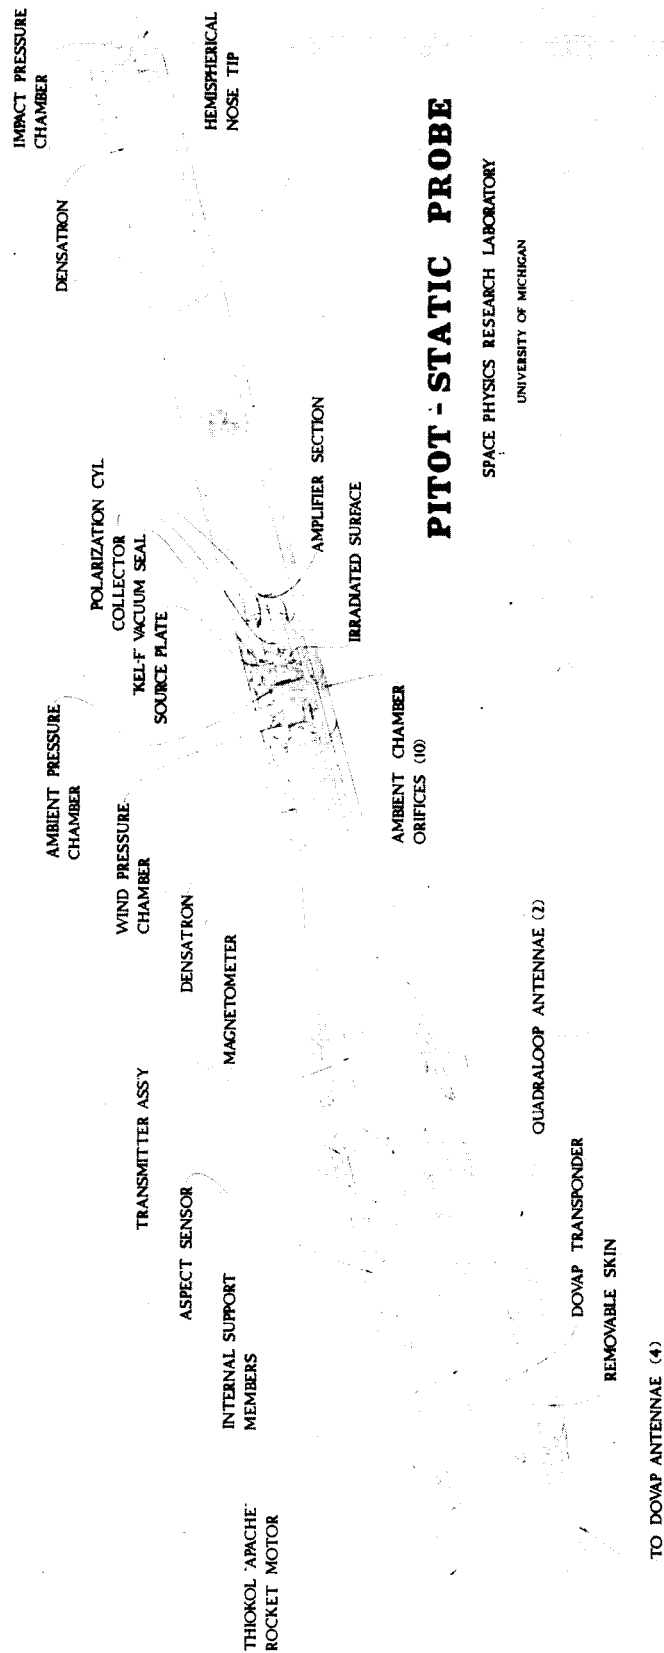 THIOKOL "APACHE"
ROCKET MOTOR
INTERNAL SUPPORT
MEMBERS
ASPECT SENSOR
TRANSMITTER ASS'Y
MAGNETOMETER
DENSATRON
WIND PRESSURE
CHAMBER
AMBIENT PRESSURE
CHAMBER
SOURCE PLATE
"KEL-F" VACUUM SEAL
COLLECTOR
POLARIZATION CYL
DENSATRON
IMPACT PRESSURE
CHAMBER
HEMISPHERICAL
NOSE TIP
AMPLIFIER SECTION
IRRADIATED SURFACE
AMBIENT CHAMBER
ORIFICES (10)
PITOT - STATIC PROBE
SPACE PHYSICS RESEARCH LABORATORY
UNIVERSITY OF MICHIGAN
QUADRALOOP ANTENNAE (2)
DOVAP TRANSPONDER
REMOVABLE SKIN
TO DOVAP ANTENNAE (4)